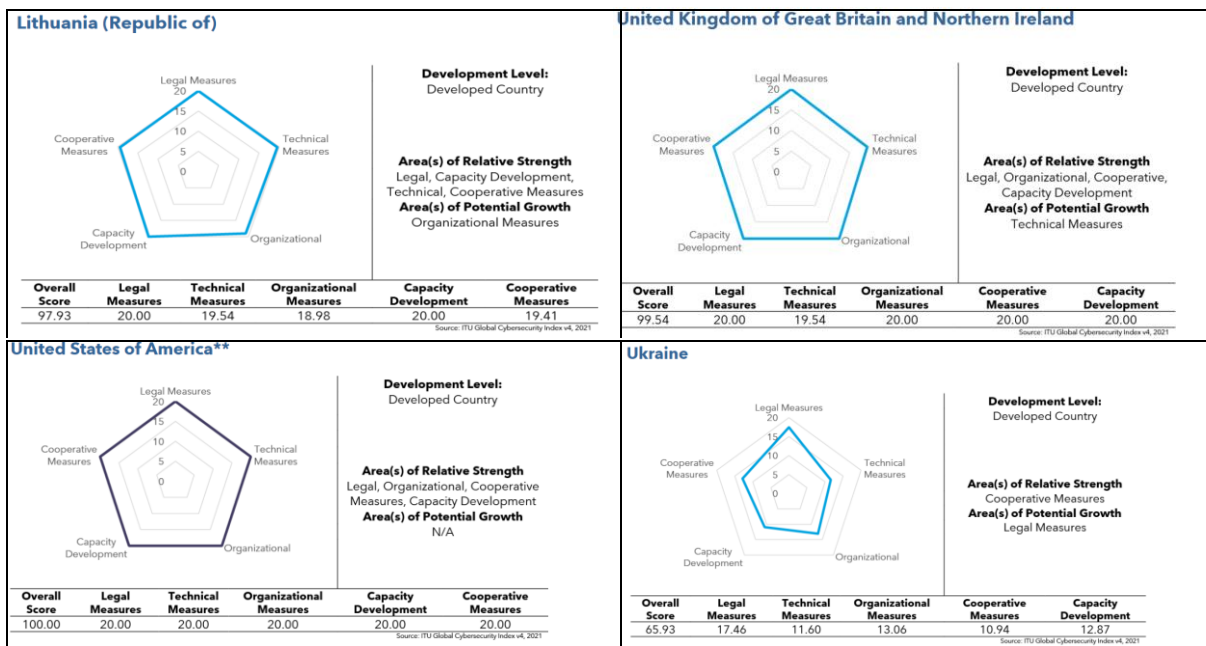 Lithuania (Republic of)
Legal Measures
20
15
10
5
0
Cooperative
Measures
Technical
Measures
Capacity
Development
Organizational
Development Level:
Developed Country
Area(s) of Relative Strength
Legal, Capacity Development,
Technical, Cooperative Measures
Area(s) of Potential Growth
Organizational Measures
Overall Score Legal Measures Technical Measures Organizational Measures Capacity Development Cooperative Measures
97.93 20.00 19.54 18.98 20.00 19.41
Source: ITU Global Cybersecurity Index v4, 2021
United Kingdom of Great Britain and Northern Ireland
Legal Measures
20
15
10
5
0
Cooperative
Measures
Technical
Measures
Capacity
Development
Organizational
Development Level:
Developed Country
Area(s) of Relative Strength
Legal, Organizational, Cooperative,
Capacity Development
Area(s) of Potential Growth
Technical Measures
Overall Score Legal Measures Technical Measures Organizational Measures Cooperative Measures Capacity Development
99.54 20.00 19.54 20.00 20.00 20.00
Source: ITU Global Cybersecurity Index v4, 2021
United States of America**
Legal Measures
20
15
10
5
0
Cooperative
Measures
Technical
Measures
Capacity
Development
Organizational
Development Level:
Developed Country
Area(s) of Relative Strength
Legal, Organizational, Cooperative
Measures, Capacity Development
Area(s) of Potential Growth
N/A
Overall Score Legal Measures Technical Measures Organizational Measures Capacity Development Cooperative Measures
100.00 20.00 20.00 20.00 20.00 20.00
Source: ITU Global Cybersecurity Index v4, 2021
Ukraine
Legal Measures
20
15
10
5
0
Cooperative
Measures
Technical
Measures
Capacity
Development
Organizational
Development Level:
Developed Country
Area(s) of Relative Strength
Cooperative Measures
Area(s) of Potential Growth
Legal Measures
Overall Score Legal Measures Technical Measures Organizational Measures Cooperative Measures Capacity Development
65.93 17.46 11.60 13.06 10.94 12.87
Source: ITU Global Cybersecurity Index v4, 2021